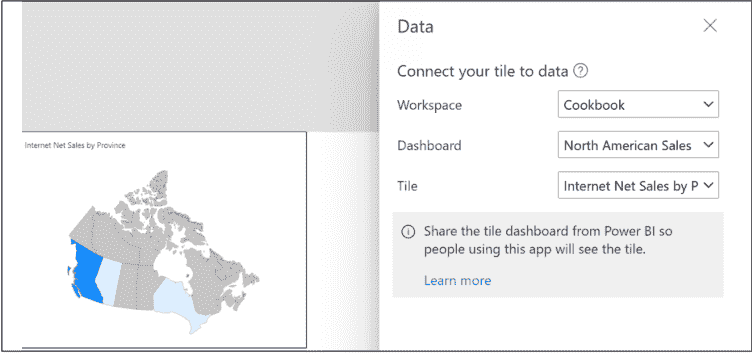 Internet Net Sales by Province
Data
Connect your tile to data
Workspace
Cookbook
Dashboard
North American Sales
Tile
Internet Net Sales by P
Share the tile dashboard from Power BI so
people using this app will see the tile.
Learn more